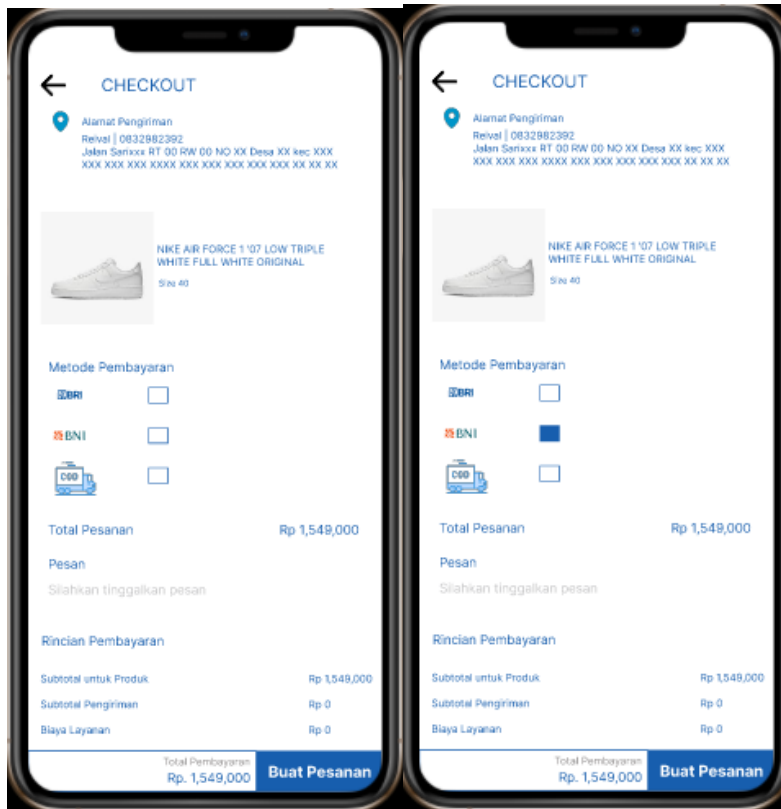 CHECKOUT
Alamat Pengiriman
Reival | 0832982392
Jalan Sarixxx RT 00 RW 00 NO XX Desa XX kec XXX
XXX XXX XXX XXXX XXX XXX XXX XXX XXX XX XX XX
NIKE AIR FORCE 1 '07 LOW TRIPLE
WHITE FULL WHITE ORIGINAL
Size 40
Metode Pembayaran
BRI
BNI
COD
Total Pesanan Rp 1,549,000
Pesan
Silahkan tinggalkan pesan
Rincian Pembayaran
Subtotal untuk Produk Rp 1,549,000
Subtotal Pengiriman Rp 0
Biaya Layanan Rp 0
Total Pembayaran
Rp. 1,549,000
Buat Pesanan
CHECKOUT
Alamat Pengiriman
Reival | 0832982392
Jalan Sarixxx RT 00 RW 00 NO XX Desa XX kec XXX
XXX XXX XXX XXXX XXX XXX XXX XXX XXX XX XX XX
NIKE AIR FORCE 1 '07 LOW TRIPLE
WHITE FULL WHITE ORIGINAL
Size 40
Metode Pembayaran
BRI
BNI
COD
Total Pesanan Rp 1,549,000
Pesan
Silahkan tinggalkan pesan
Rincian Pembayaran
Subtotal untuk Produk Rp 1,549,000
Subtotal Pengiriman Rp 0
Biaya Layanan Rp 0
Total Pembayaran
Rp. 1,549,000
Buat Pesanan